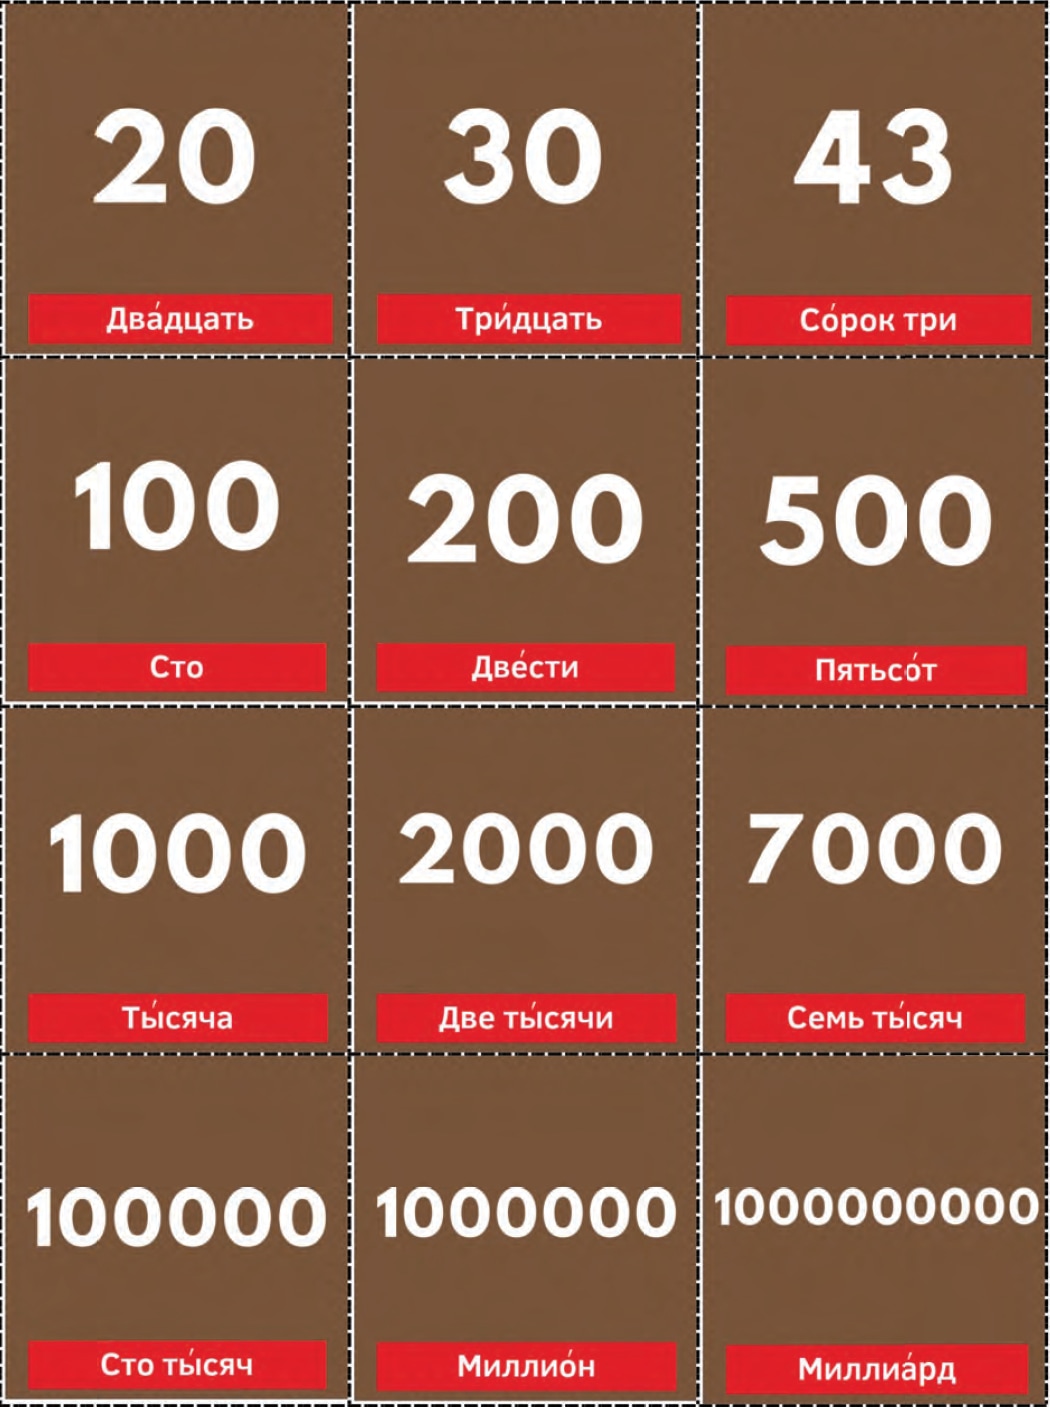 20
Два́дцать
30
Три́дцать
43
Со́рок три
100
Сто
200
Две́сти
500
Пятьсо́т
1000
Ты́сяча
2000
Две ты́сячи
7000
Семь ты́сяч
100000
Сто ты́сяч
1000000
Миллио́н
1000000000
Миллиа́рд